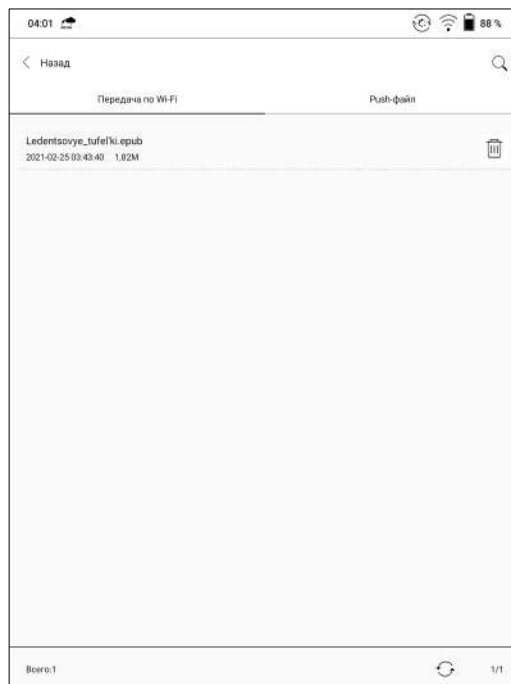 04:01 88 %
Назад
Передача по Wi-Fi Push-файл
Ledentsovye_tufel'ki.epub
2021-02-25 03:43:40 1,82M
Всего:1 1/1